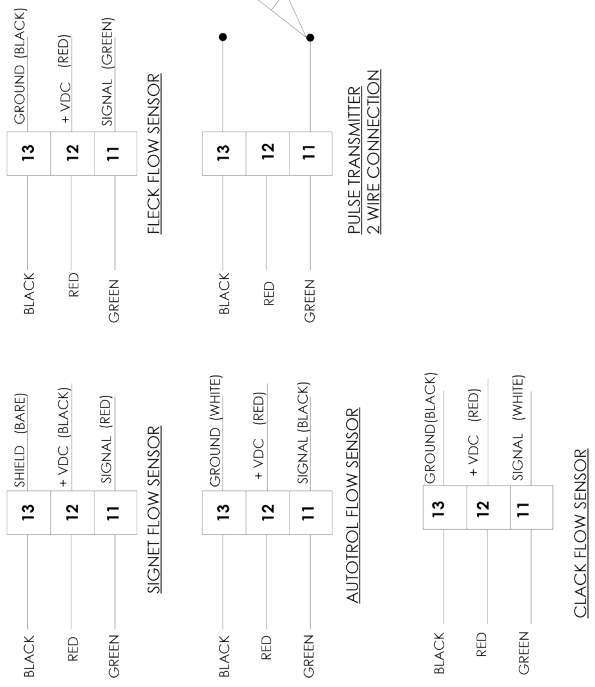 BLACK 13 SHIELD (BARE)
RED 12 + VDC (BLACK)
GREEN 11 SIGNAL (RED)
SIGNET FLOW SENSOR
BLACK 13 GROUND (BLACK)
RED 12 + VDC (RED)
GREEN 11 SIGNAL (GREEN)
FLECK FLOW SENSOR
BLACK 13 GROUND (WHITE)
RED 12 + VDC (RED)
GREEN 11 SIGNAL (BLACK)
AUTOTROL FLOW SENSOR
BLACK 13
RED 12
GREEN 11
PULSE TRANSMITTER
2 WIRE CONNECTION
BLACK 13 GROUND(BLACK)
RED 12 + VDC (RED)
GREEN 11 SIGNAL (WHITE)
CLACK FLOW SENSOR